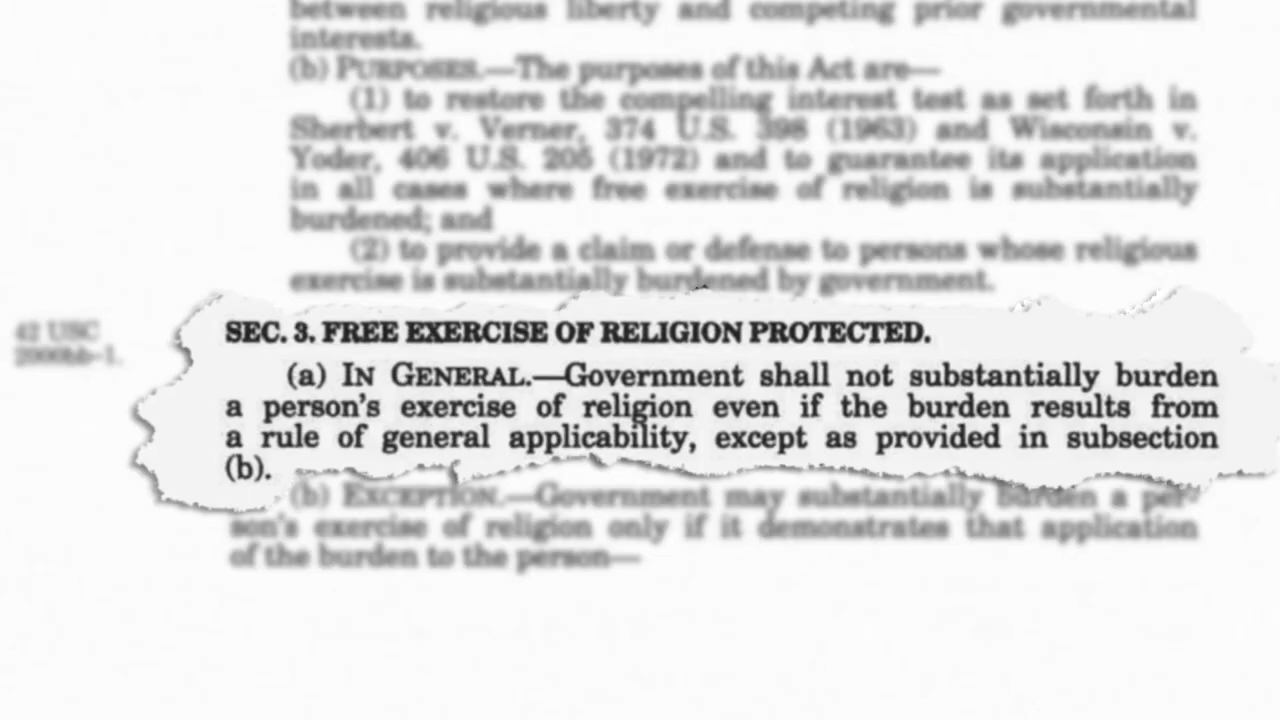 between religious liberty and competing prior governmental
interests.
(b) PURPOSES.—The purposes of this Act are—
(1) to restore the compelling interest test as set forth in
Sherbert v. Verner, 374 U.S. 398 (1963) and Wisconsin v.
Yoder, 406 U.S. 205 (1972) and to guarantee its application
in all cases where free exercise of religion is substantially
burdened; and
(2) to provide a claim or defense to persons whose religious
exercise is substantially burdened by government.
42 USC
2000bb–1.
SEC. 3. FREE EXERCISE OF RELIGION PROTECTED.
(a) IN GENERAL.—Government shall not substantially burden
a person's exercise of religion even if the burden results from
a rule of general applicability, except as provided in subsection
(b).
(b) EXCEPTION.—Government may substantially burden a per-
son's exercise of religion only if it demonstrates that application
of the burden to the person—